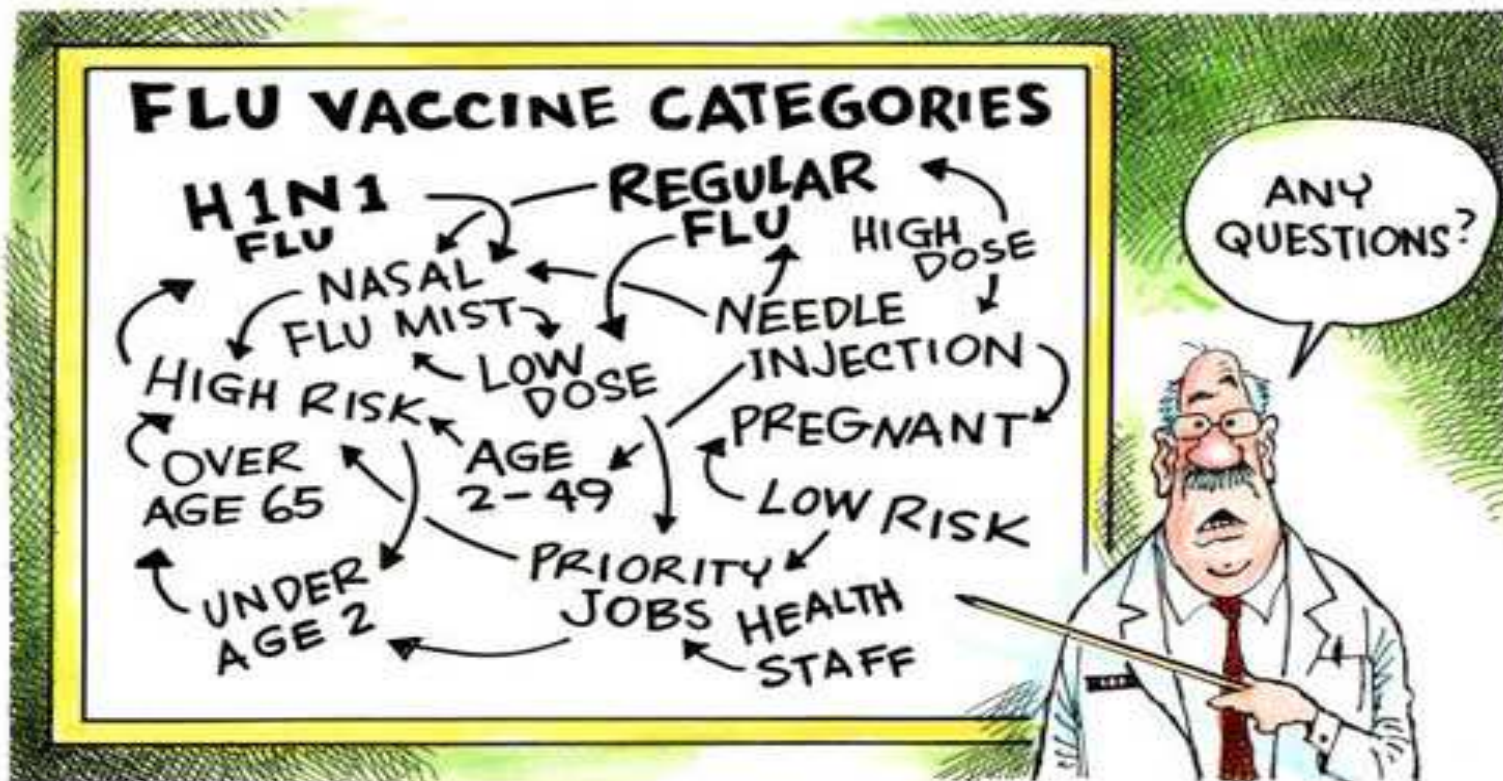 FLU VACCINE CATEGORIES
H1N1
FLU
REGULAR
FLU
HIGH
DOSE
NASAL
FLU MIST
NEEDLE
INJECTION
LOW
DOSE
HIGH RISK
PREGNANT
OVER
AGE 65
AGE
2-49
LOW RISK
PRIORITY
JOBS
UNDER
AGE 2
HEALTH
STAFF
ANY
QUESTIONS?